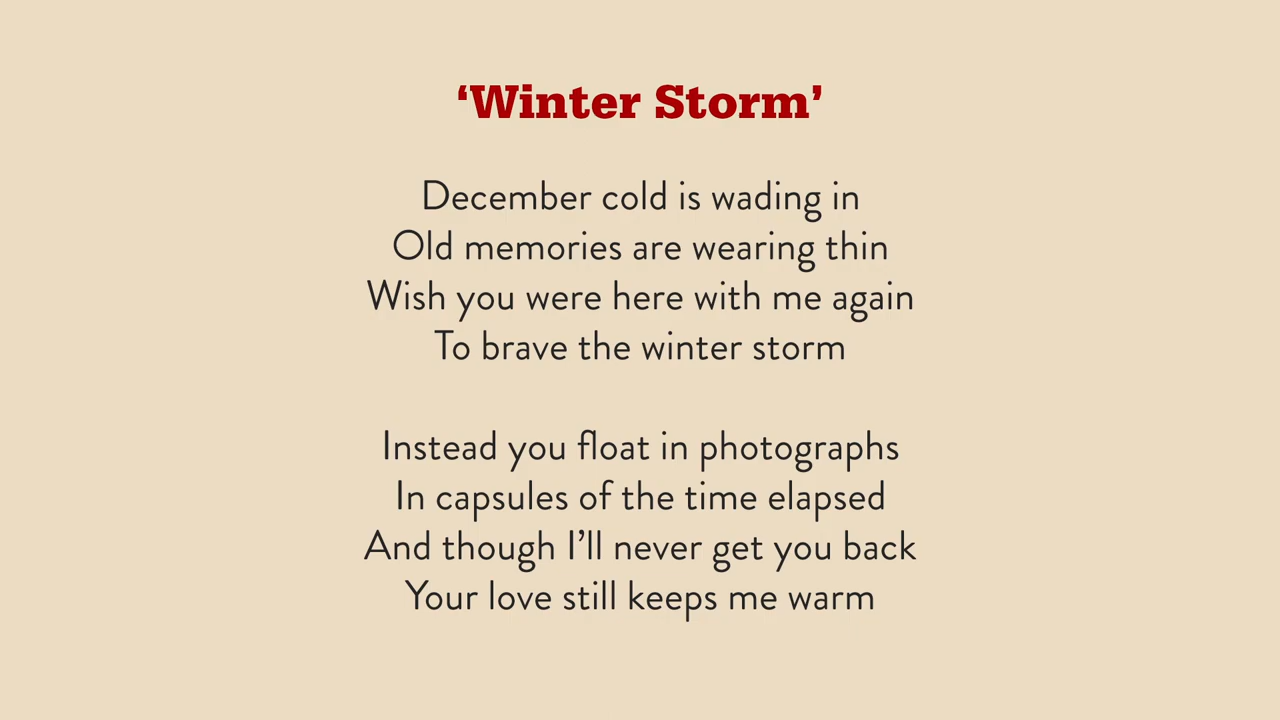 ‘Winter Storm’
December cold is wading in
Old memories are wearing thin
Wish you were here with me again
To brave the winter storm
Instead you float in photographs
In capsules of the time elapsed
And though I’ll never get you back
Your love still keeps me warm